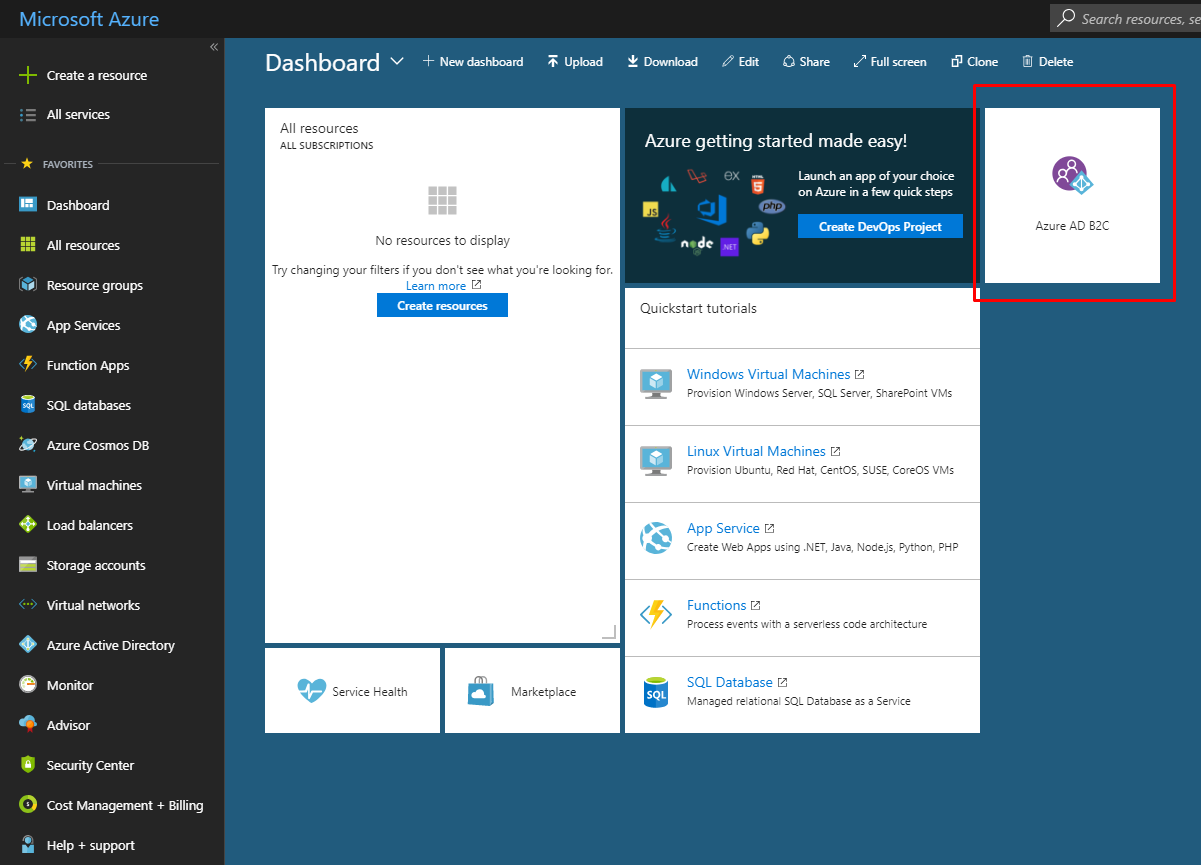 Microsoft Azure
Search resources, se
«
Create a resource
All services
FAVORITES
Dashboard
All resources
Resource groups
App Services
Function Apps
SQL databases
Azure Cosmos DB
Virtual machines
Load balancers
Storage accounts
Virtual networks
Azure Active Directory
Monitor
Advisor
Security Center
Cost Management + Billing
Help + support
Dashboard
New dashboard
Upload
Download
Edit
Share
Full screen
Clone
Delete
All resources
ALL SUBSCRIPTIONS
No resources to display
Try changing your filters if you don't see what you're looking for.
Learn more
Create resources
Service Health
Marketplace
Azure getting started made easy!
Launch an app of your choice
on Azure in a few quick steps
Create DevOps Project
EX
5
JS
php
node
.NET
Quickstart tutorials
Windows Virtual Machines
Provision Windows Server, SQL Server, SharePoint VMs
Linux Virtual Machines
Provision Ubuntu, Red Hat, CentOS, SUSE, CoreOS VMs
App Service
Create Web Apps using .NET, Java, Node.js, Python, PHP
Functions
Process events with a serverless code architecture
SQL
SQL Database
Managed relational SQL Database as a Service
Azure AD B2C